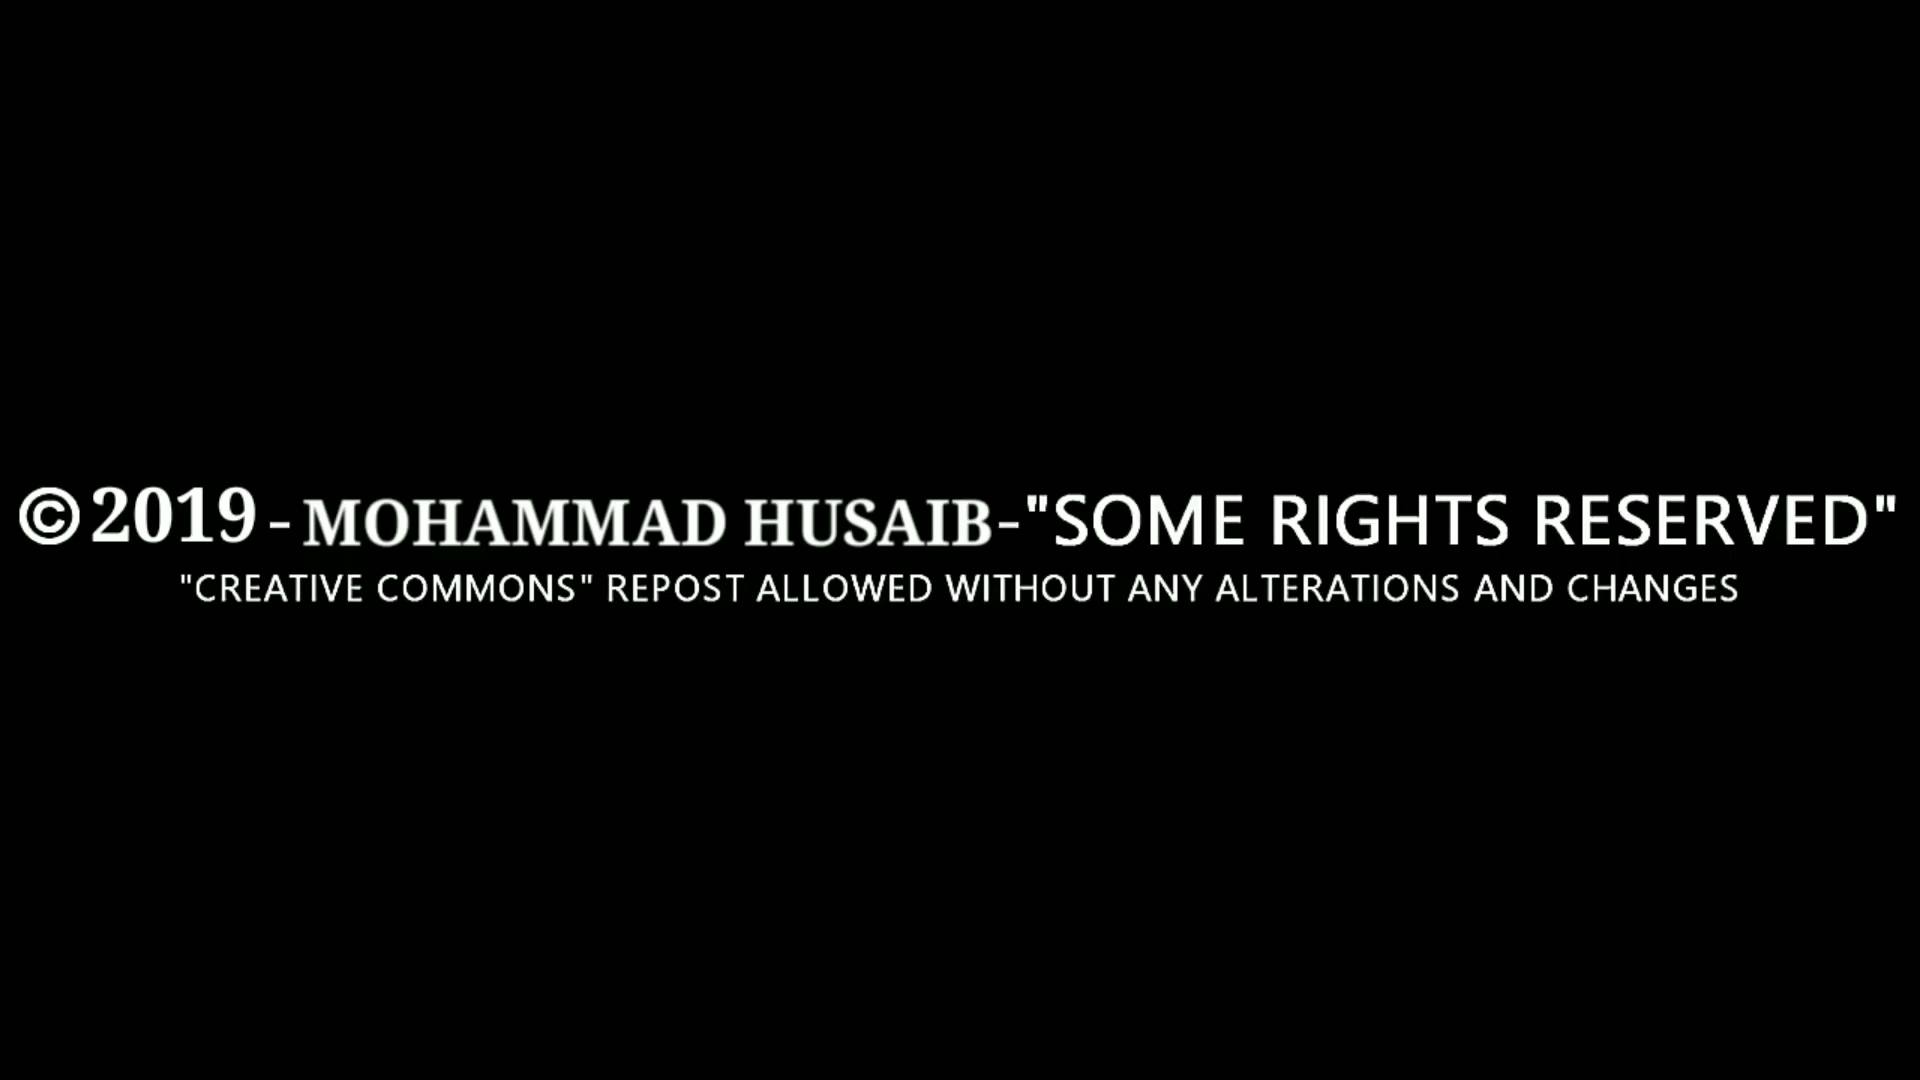 ©2019-MOHAMMAD HUSAIB-"SOME RIGHTS RESERVED"
"CREATIVE COMMONS" REPOST ALLOWED WITHOUT ANY ALTERATIONS AND CHANGES